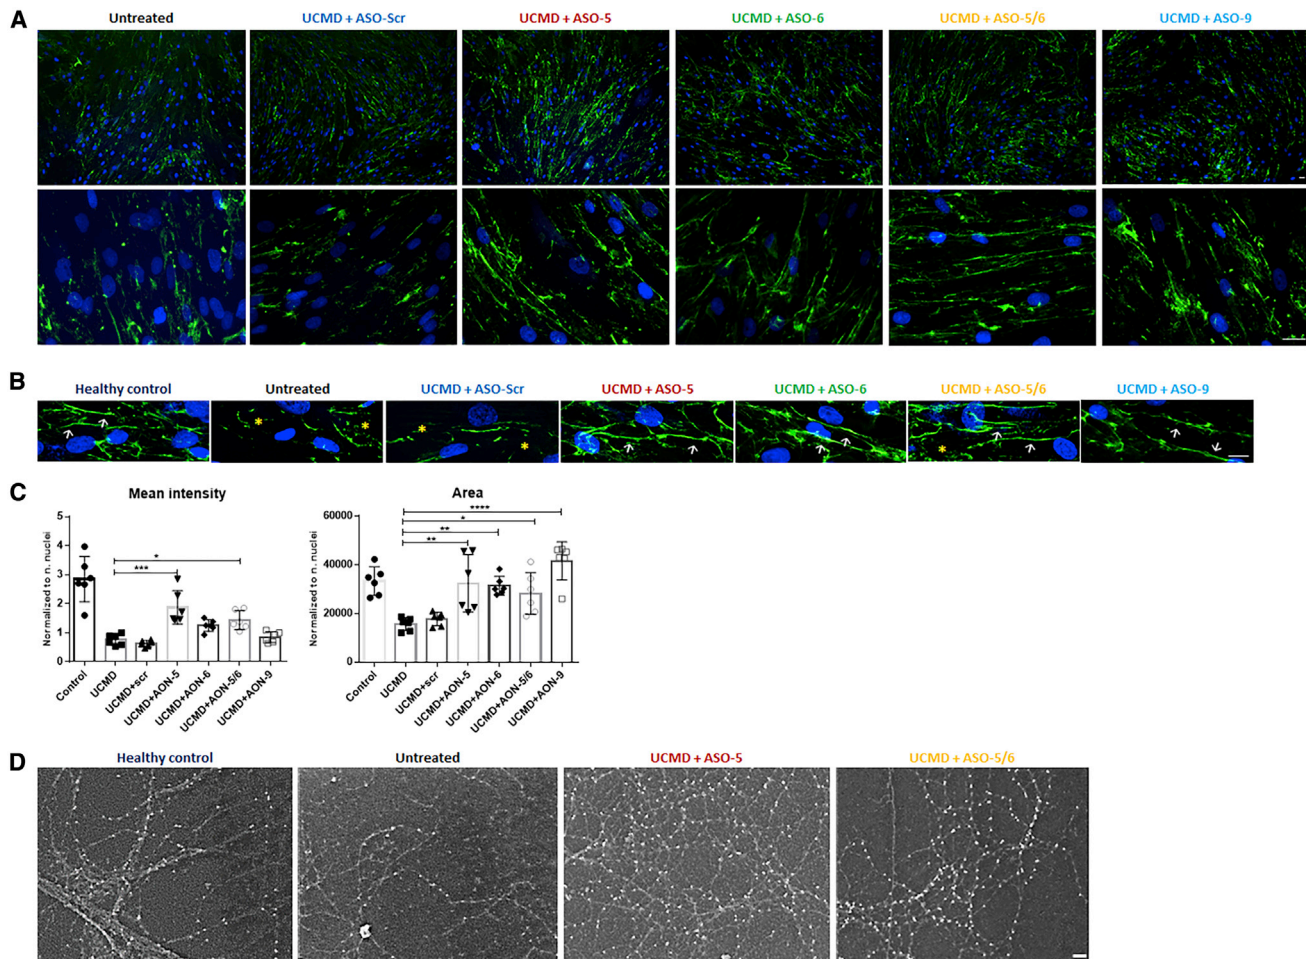 A
Untreated UCMD + ASO-Scr UCMD + ASO-5 UCMD + ASO-6 UCMD + ASO-5/6 UCMD + ASO-9
B
Healthy control Untreated UCMD + ASO-Scr UCMD + ASO-5 UCMD + ASO-6 UCMD + ASO-5/6 UCMD + ASO-9
* * * * *
C
Mean intensity
Normalized to n. nuclei
5
4
3
2
1
0
*
***
Control UCMD UCMD+scr UCMD+AON-5 UCMD+AON-6 UCMD+AON-5/6 UCMD+AON-9
Area
Normalized to n. nuclei
60000
40000
20000
0
****
*
**
**
Control UCMD UCMD+scr UCMD+AON-5 UCMD+AON-6 UCMD+AON-5/6 UCMD+AON-9
D
Healthy control Untreated UCMD + ASO-5 UCMD + ASO-5/6